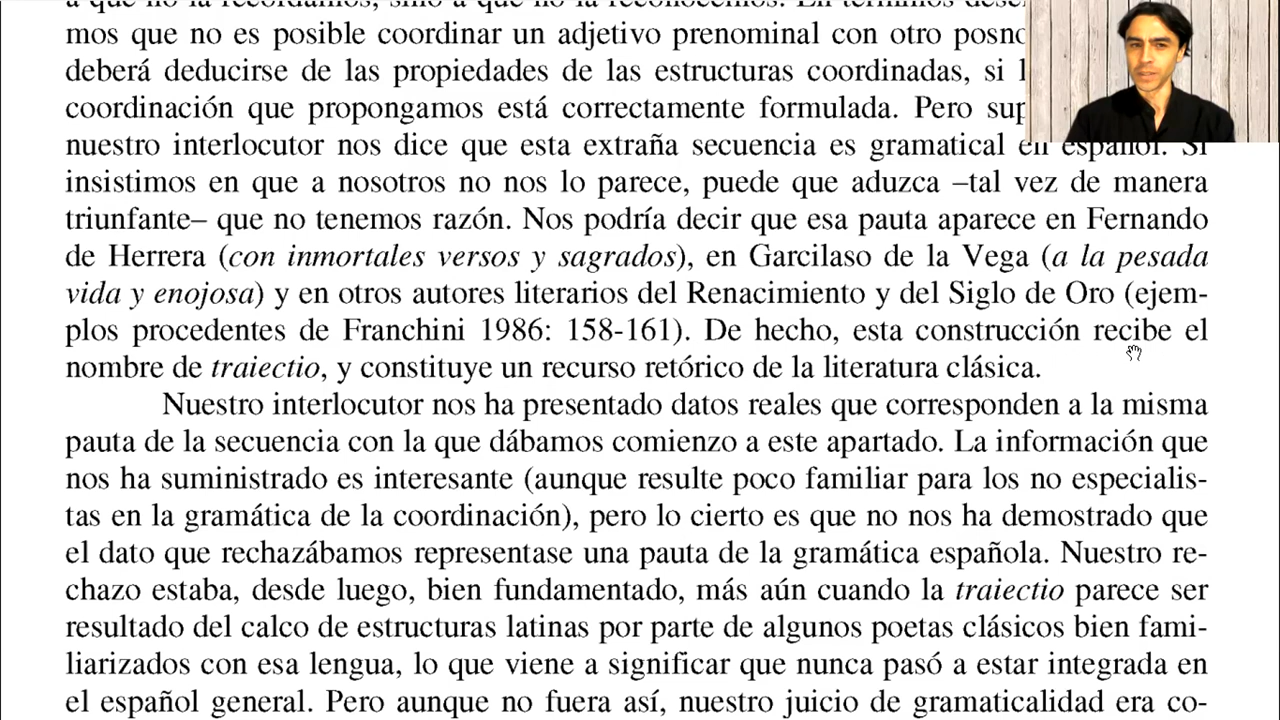 a que no la recordamos, sino a que no la reconocemos. En términos
mos que no es posible coordinar un adjetivo prenominal con otro
deberá deducirse de las propiedades de las estructuras coordinadas, si
coordinación que propongamos está correctamente formulada. Pero
nuestro interlocutor nos dice que esta extraña secuencia es gramatical en español. Si
insistimos en que a nosotros no nos lo parece, puede que aduzca –tal vez de manera
triunfante– que no tenemos razón. Nos podría decir que esa pauta aparece en Fernando
de Herrera (con inmortales versos y sagrados), en Garcilaso de la Vega (a la pesada
vida y enojosa) y en otros autores literarios del Renacimiento y del Siglo de Oro (ejem-
plos procedentes de Franchini 1986: 158-161). De hecho, esta construcción recibe el
nombre de traiectio, y constituye un recurso retórico de la literatura clásica.
Nuestro interlocutor nos ha presentado datos reales que corresponden a la misma
pauta de la secuencia con la que dábamos comienzo a este apartado. La información que
nos ha suministrado es interesante (aunque resulte poco familiar para los no especialis-
tas en la gramática de la coordinación), pero lo cierto es que no nos ha demostrado que
el dato que rechazábamos representase una pauta de la gramática española. Nuestro re-
chazo estaba, desde luego, bien fundamentado, más aún cuando la traiectio parece ser
resultado del calco de estructuras latinas por parte de algunos poetas clásicos bien fami-
liarizados con esa lengua, lo que viene a significar que nunca pasó a estar integrada en
el español general. Pero aunque no fuera así, nuestro juicio de gramaticalidad era co-